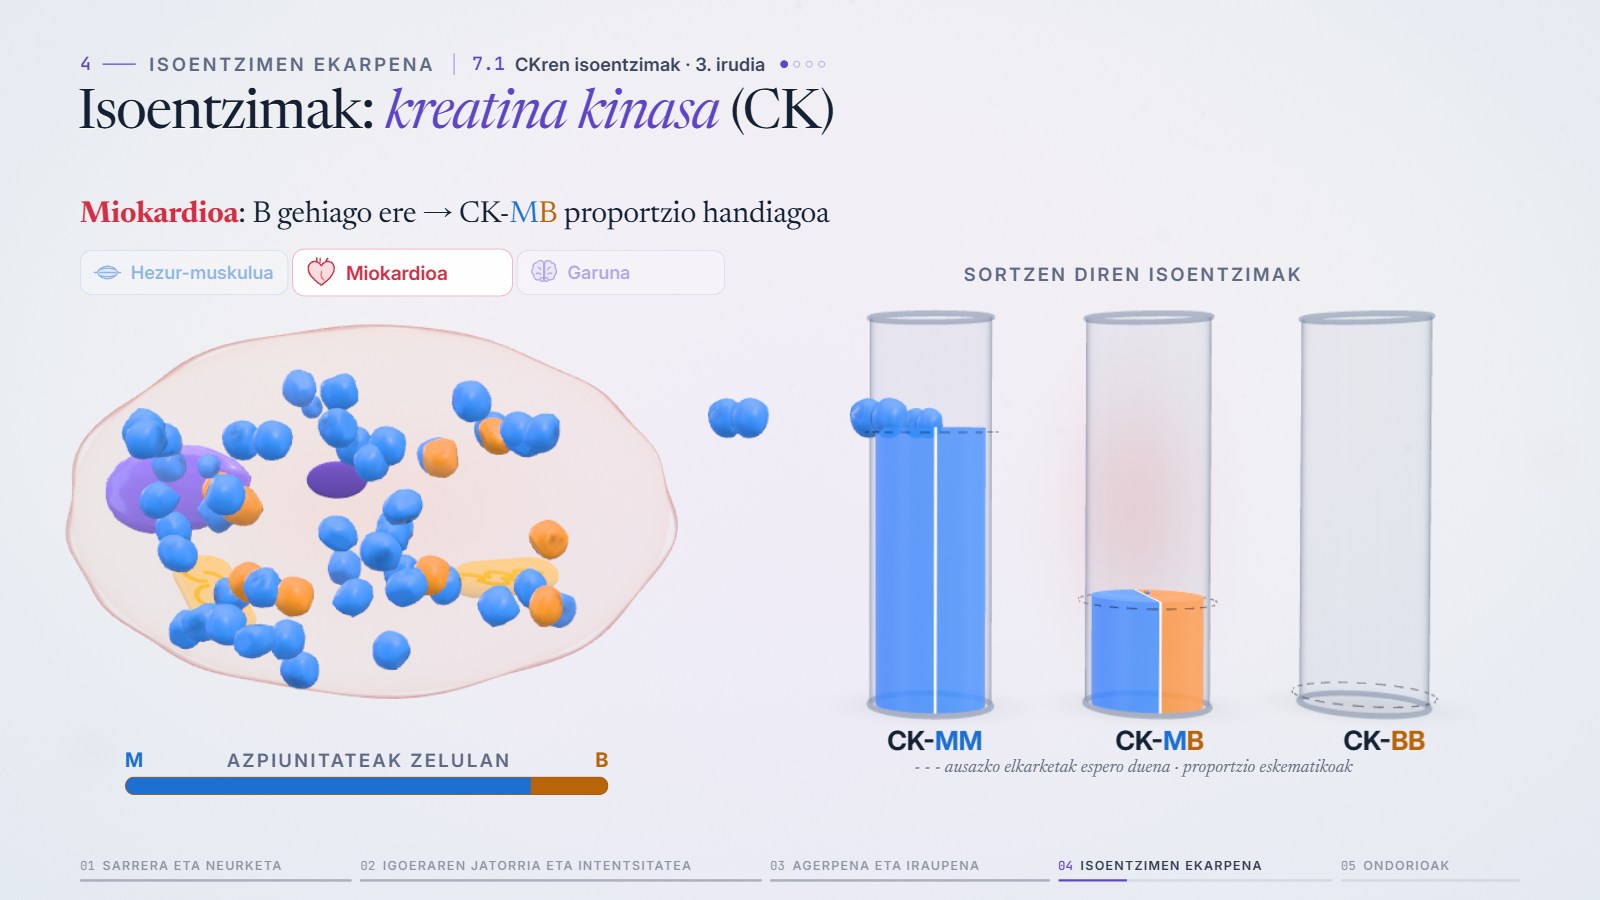 4 — ISOENTZIMEN EKARPENA | 7.1 CKren isoentzimak · 3. irudia
Isoentzimak: kreatina kinasa (CK)
Miokardioa: B gehiago ere → CK-MB proportzio handiagoa
Hezur-muskulua Miokardioa Garuna
SORTZEN DIREN ISOENTZIMAK
CK-MM CK-MB CK-BB
- - - ausazko elkarketak espero duena · proportzio eskematikoak
M AZPIUNITATEAK ZELULAN B
01 SARRERA ETA NEURKETA 02 IGOERAREN JATORRIA ETA INTENTSITATEA 03 AGERPENA ETA IRAUPENA 04 ISOENTZIMEN EKARPENA 05 ONDORIOAK